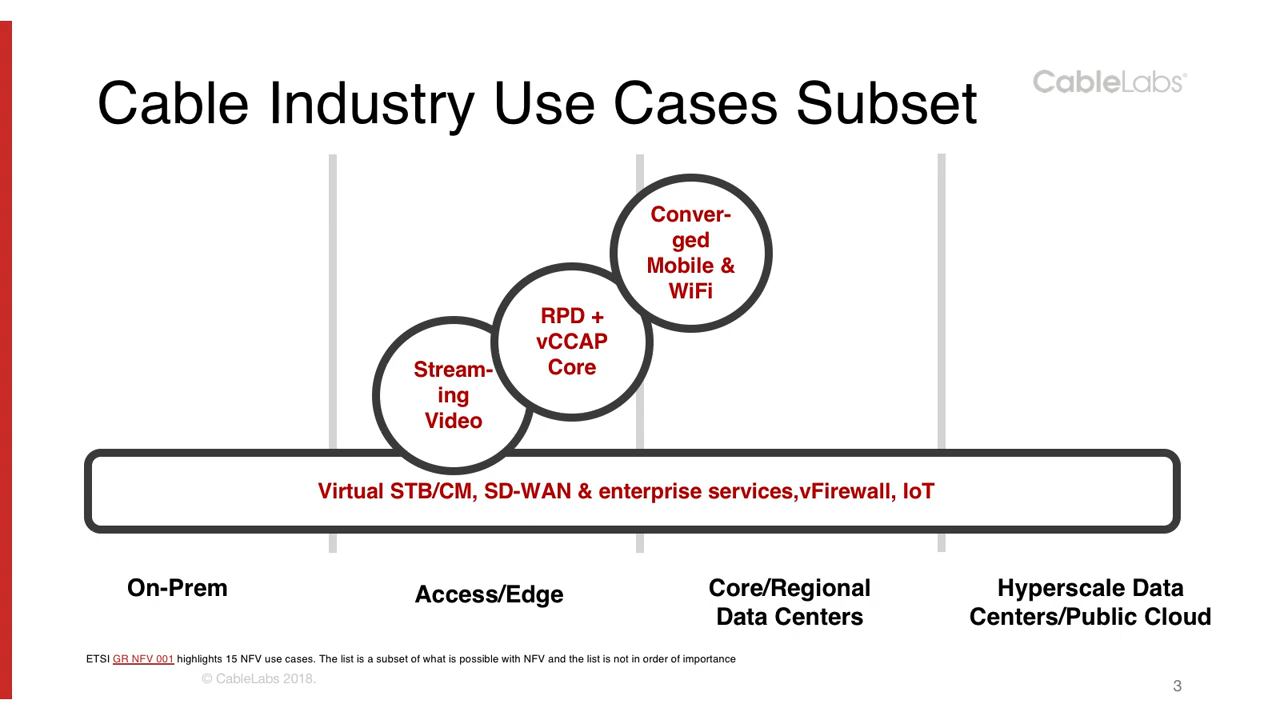 Cable Industry Use Cases Subset
CableLabs®
Conver-
ged
Mobile &
WiFi
RPD +
vCCAP
Core
Stream-
ing
Video
Virtual STB/CM, SD-WAN & enterprise services,vFirewall, IoT
On-Prem
Access/Edge
Core/Regional
Data Centers
Hyperscale Data
Centers/Public Cloud
ETSI GR NFV 001 highlights 15 NFV use cases. The list is a subset of what is possible with NFV and the list is not in order of importance
© CableLabs 2018.
3